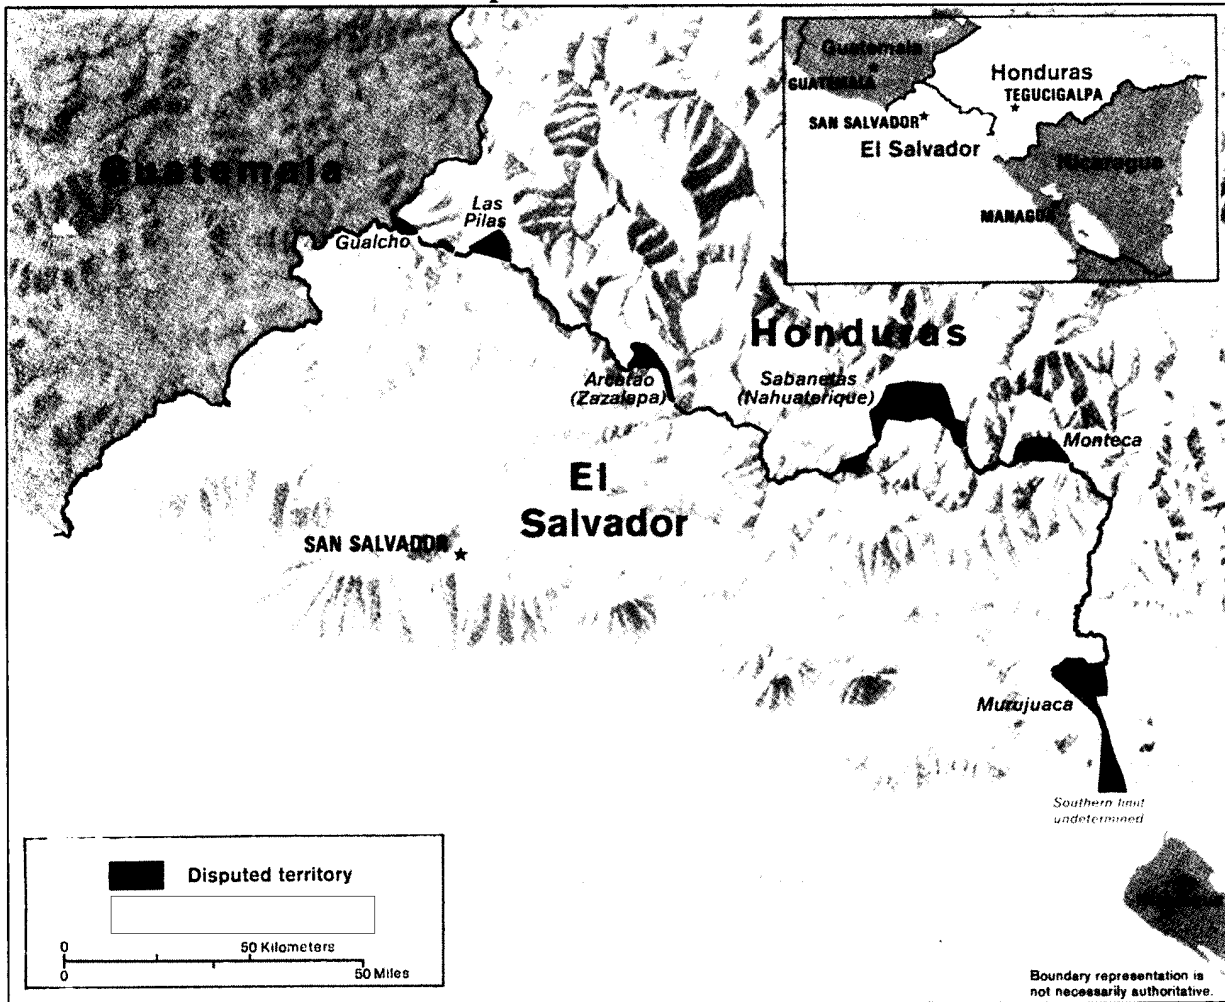 Guatemala
Gualcho
Las
Pilas
Honduras
Arcatao
(Zazalapa)
Sabanetas
(Nahuaterique)
Monteca
El
Salvador
SAN SALVADOR
Murujuaca
Southern limit
undetermined
Guatemala
GUATEMALA
Honduras
TEGUCIGALPA
SAN SALVADOR
El Salvador
Nicaragua
MANAGUA
Disputed territory
0 50 Kilometers
0 50 Miles
Boundary representation is
not necessarily authoritative.